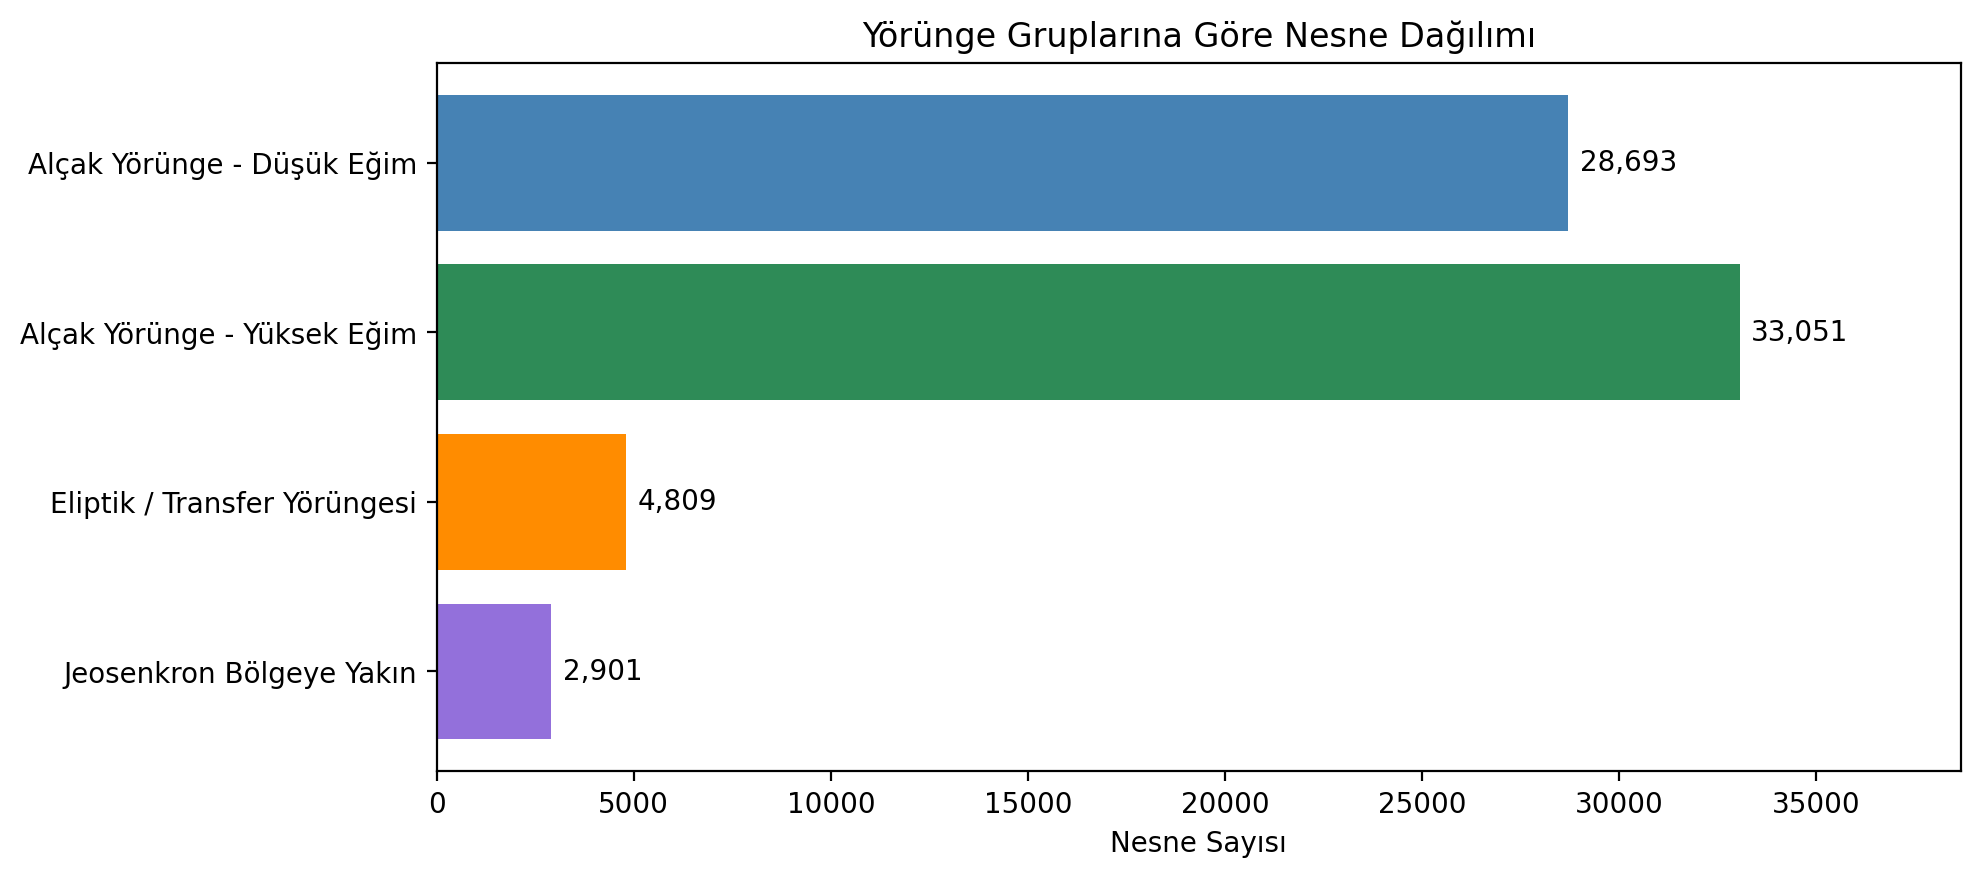 Yörünge Gruplarına Göre Nesne Dağılımı
Alçak Yörünge - Düşük Eğim
28,693
Alçak Yörünge - Yüksek Eğim
33,051
Eliptik / Transfer Yörüngesi
4,809
Jeosenkron Bölgeye Yakın
2,901
0 5000 10000 15000 20000 25000 30000 35000
Nesne Sayısı